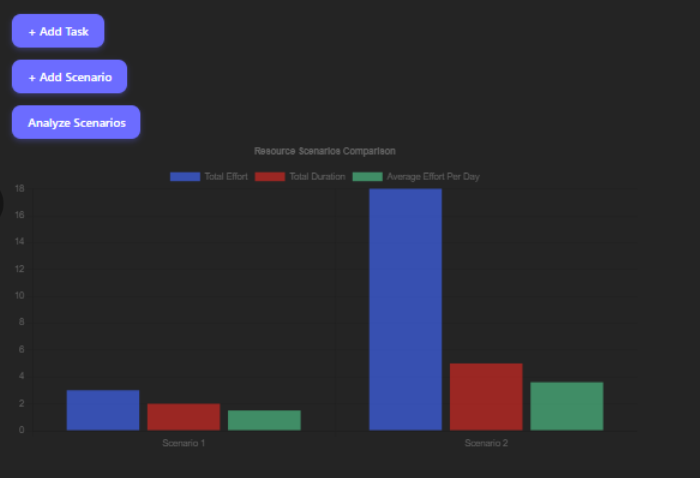 + Add Task
+ Add Scenario
Analyze Scenarios
Resource Scenarios Comparison
Total Effort Total Duration Average Effort Per Day
18
16
14
12
10
8
6
4
2
0
Scenario 1 Scenario 2